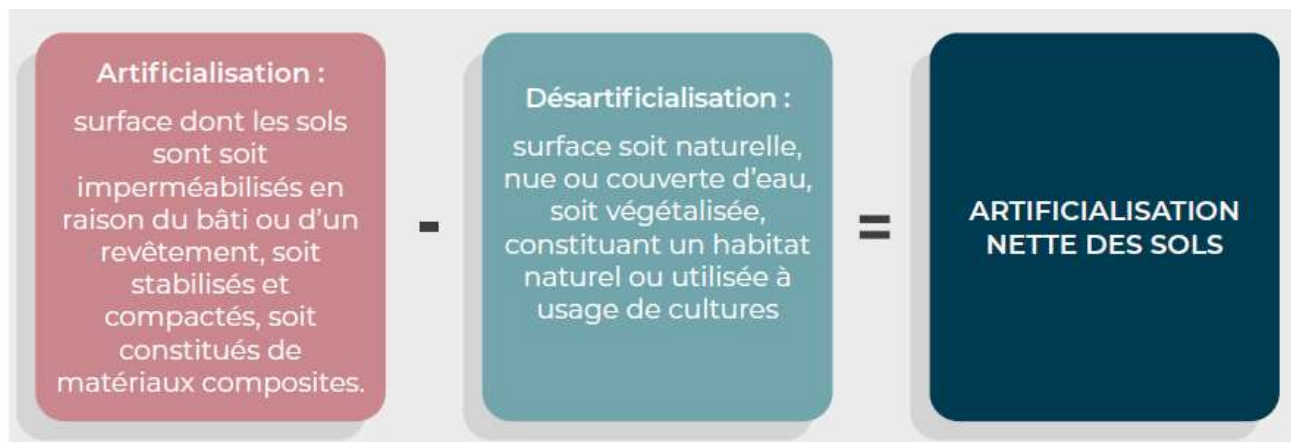 Artificialisation :
surface dont les sols
sont soit
imperméabilisés en
raison du bâti ou d'un
revêtement, soit
stabilisés et
compactés, soit
constitués de
matériaux composites.
-
Désartificialisation :
surface soit naturelle,
nue ou couverte d'eau,
soit végétalisée,
constituant un habitat
naturel ou utilisée à
usage de cultures
=
ARTIFICIALISATION
NETTE DES SOLS